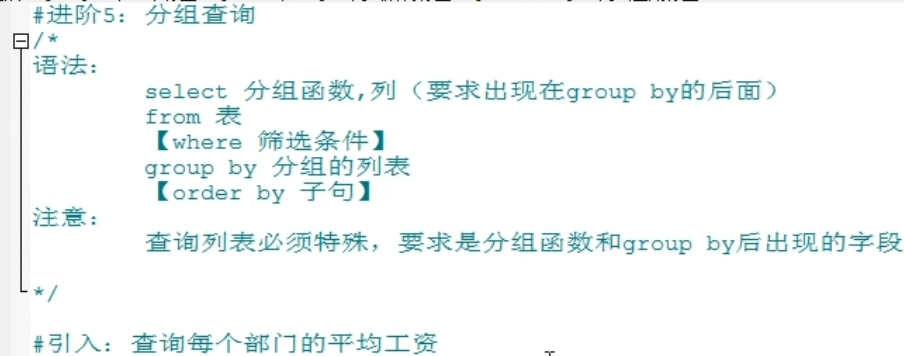 #进阶5：分组查询
/*
语法：
select 分组函数,列（要求出现在group by的后面）
from 表
【where 筛选条件】
group by 分组的列表
【order by 子句】
注意：
查询列表必须特殊，要求是分组函数和group by后出现的字段
*/
#引入：查询每个部门的平均工资